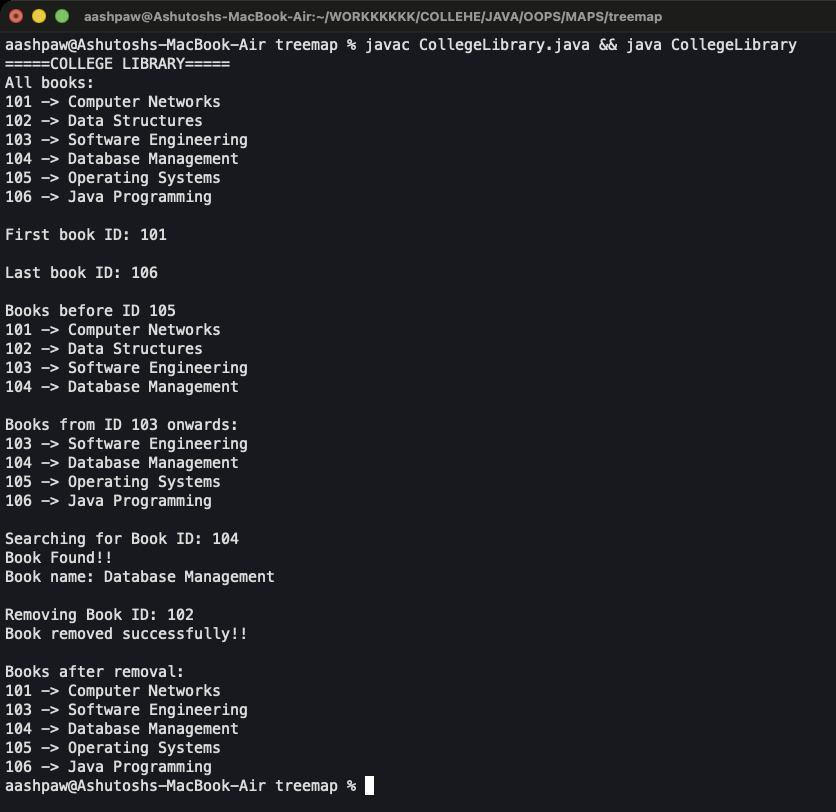 aashpaw@Ashutoshs-MacBook-Air:~/WORKKKKKK/COLLEHE/JAVA/OOPS/MAPS/treemap
aashpaw@Ashutoshs-MacBook-Air treemap % javac CollegeLibrary.java && java CollegeLibrary
=====COLLEGE LIBRARY=====
All books:
101 -> Computer Networks
102 -> Data Structures
103 -> Software Engineering
104 -> Database Management
105 -> Operating Systems
106 -> Java Programming

First book ID: 101

Last book ID: 106

Books before ID 105
101 -> Computer Networks
102 -> Data Structures
103 -> Software Engineering
104 -> Database Management

Books from ID 103 onwards:
103 -> Software Engineering
104 -> Database Management
105 -> Operating Systems
106 -> Java Programming

Searching for Book ID: 104
Book Found!!
Book name: Database Management

Removing Book ID: 102
Book removed successfully!!

Books after removal:
101 -> Computer Networks
103 -> Software Engineering
104 -> Database Management
105 -> Operating Systems
106 -> Java Programming
aashpaw@Ashutoshs-MacBook-Air treemap %